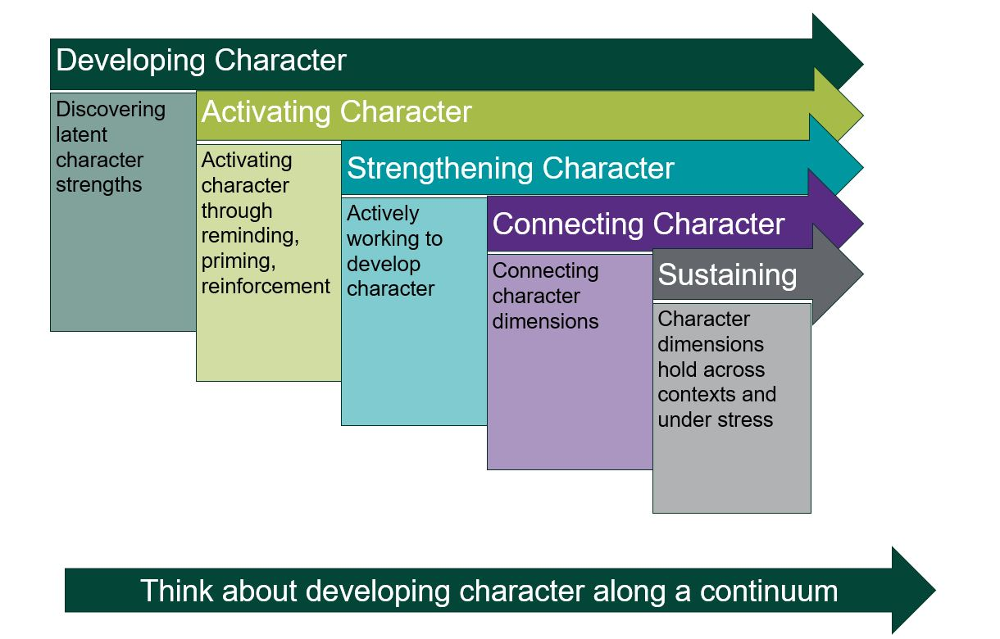 Developing Character
Discovering
latent
character
strengths
Activating Character
Activating
character
through
reminding,
priming,
reinforcement
Strengthening Character
Actively
working to
develop
character
Connecting Character
Connecting
character
dimensions
Sustaining
Character
dimensions
hold across
contexts and
under stress
Think about developing character along a continuum